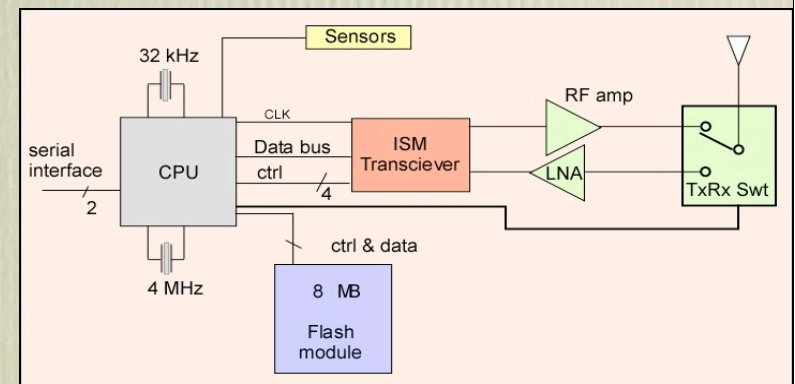 Sensors
32 kHz
RF amp
CLK
serial
interface
2
CPU
Data bus
ctrl
4
ISM
Transciever
LNA
TxRx Swt
4 MHz
ctrl & data
8 MB
Flash
module